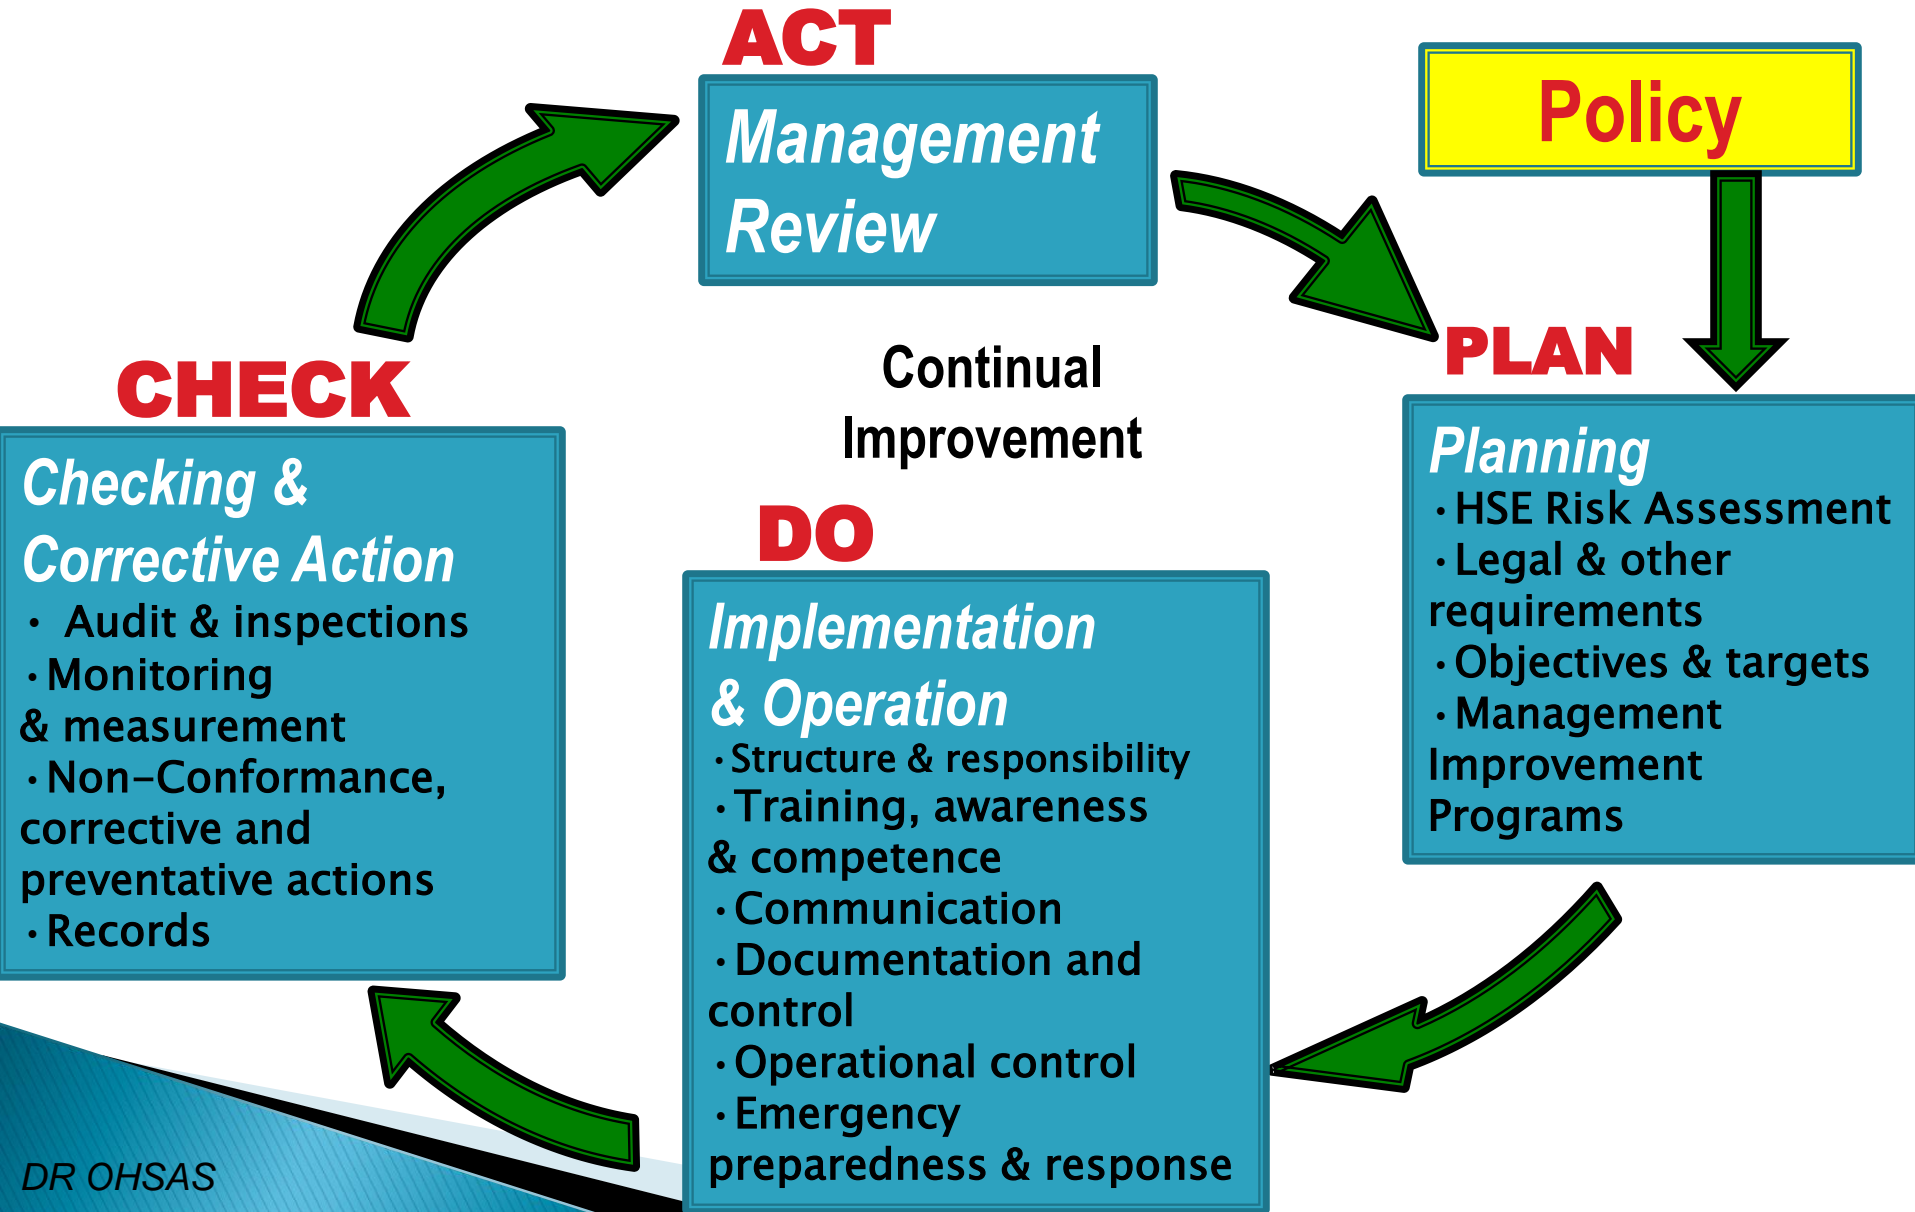 ACT
Management
Review
Policy
Continual
Improvement
PLAN
Planning
•HSE Risk Assessment
•Legal & other
requirements
•Objectives & targets
•Management
Improvement
Programs
DO
Implementation
& Operation
•Structure & responsibility
•Training, awareness
& competence
•Communication
•Documentation and
control
•Operational control
•Emergency
preparedness & response
CHECK
Checking &
Corrective Action
• Audit & inspections
•Monitoring
& measurement
•Non-Conformance,
corrective and
preventative actions
•Records
DR OHSAS